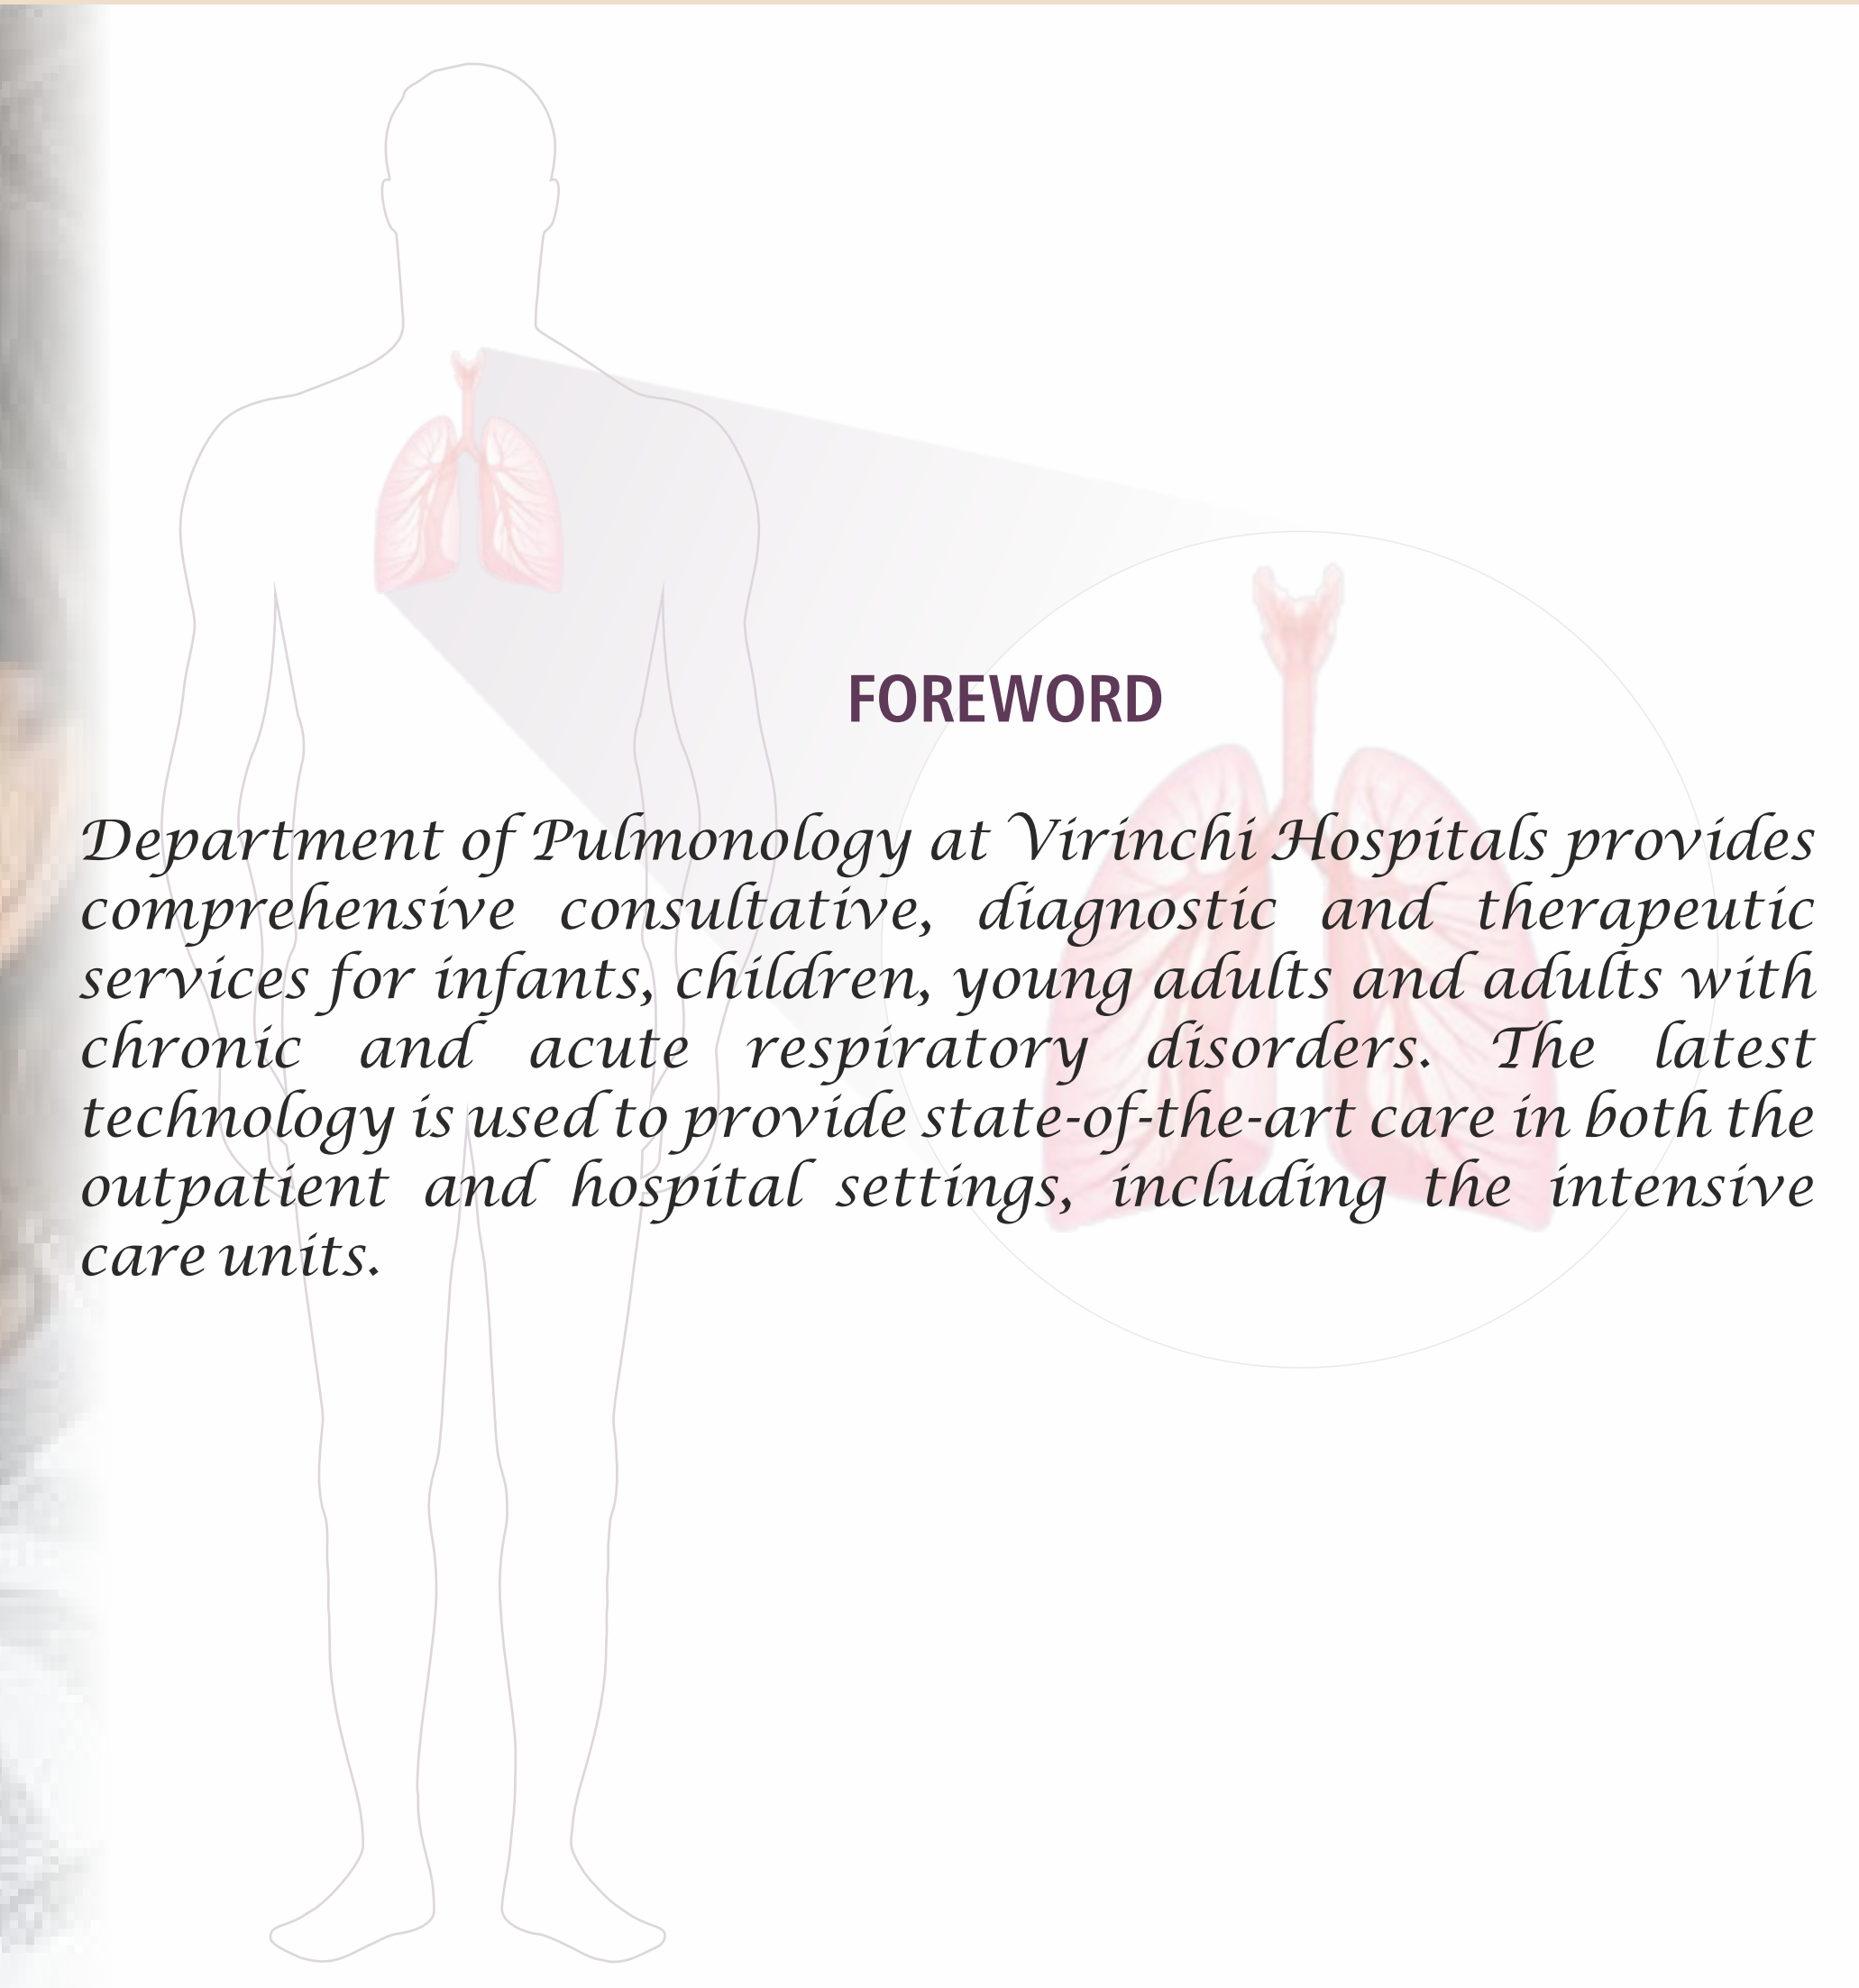 FOREWORD
Department of Pulmonology at Virinchi Hospitals provides
comprehensive consultative, diagnostic and therapeutic
services for infants, children, young adults and adults with
chronic and acute respiratory disorders. The latest
technology is used to provide state-of-the-art care in both the
outpatient and hospital settings, including the intensive
care units.